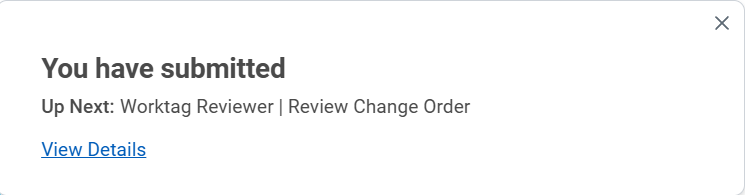 You have submitted
Up Next: Worktag Reviewer | Review Change Order
View Details